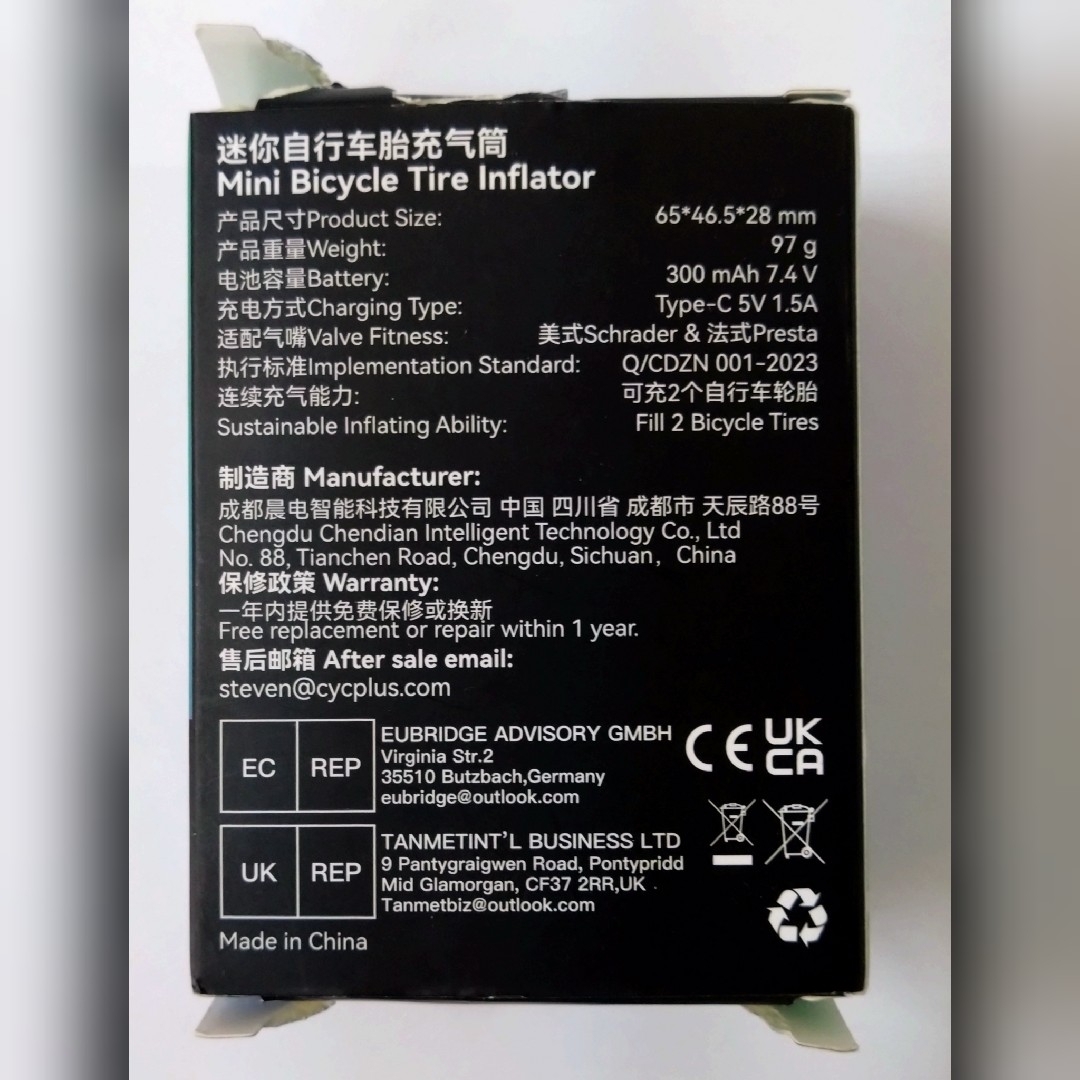 迷你自行车胎充气筒
Mini Bicycle Tire Inflator
产品尺寸Product Size: 65*46.5*28 mm
产品重量Weight: 97 g
电池容量Battery: 300 mAh 7.4 V
充电方式Charging Type: Type-C 5V 1.5A
适配气嘴Valve Fitness: 美式Schrader & 法式Presta
执行标准Implementation Standard: Q/CDZN 001-2023
连续充气能力: 可充2个自行车轮胎
Sustainable Inflating Ability: Fill 2 Bicycle Tires
制造商 Manufacturer:
成都晨电智能科技有限公司 中国 四川省 成都市 天辰路88号
Chengdu Chendian Intelligent Technology Co., Ltd
No. 88, Tianchen Road, Chengdu, Sichuan, China
保修政策 Warranty:
一年内提供免费保修或换新
Free replacement or repair within 1 year.
售后邮箱 After sale email:
steven@cycplus.com
EC REP
EUBRIDGE ADVISORY GMBH
Virginia Str.2
35510 Butzbach,Germany
eubridge@outlook.com
CE
UK
CA
UK REP
TANMETINT'L BUSINESS LTD
9 Pantygraigwen Road, Pontypridd
Mid Glamorgan, CF37 2RR,UK
Tanmetbiz@outlook.com
Made in China